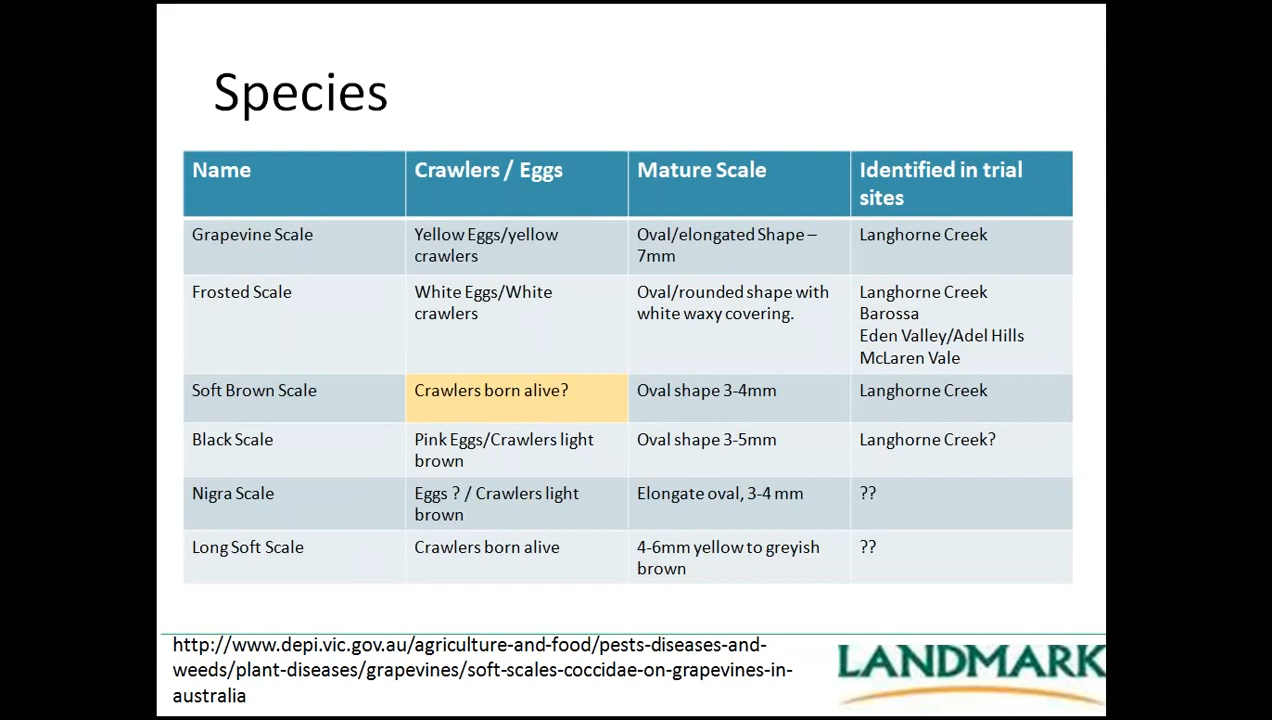 Species
Name
Crawlers / Eggs
Mature Scale
Identified in trial
sites
Grapevine Scale
Yellow Eggs/yellow
crawlers
Oval/elongated Shape –
7mm
Langhorne Creek
Frosted Scale
White Eggs/White
crawlers
Oval/rounded shape with
white waxy covering.
Langhorne Creek
Barossa
Eden Valley/Adel Hills
McLaren Vale
Soft Brown Scale
Crawlers born alive?
Oval shape 3-4mm
Langhorne Creek
Black Scale
Pink Eggs/Crawlers light
brown
Oval shape 3-5mm
Langhorne Creek?
Nigra Scale
Eggs ? / Crawlers light
brown
Elongate oval, 3-4 mm
??
Long Soft Scale
Crawlers born alive
4-6mm yellow to greyish
brown
??
http://www.depi.vic.gov.au/agriculture-and-food/pests-diseases-and-
weeds/plant-diseases/grapevines/soft-scales-coccidae-on-grapevines-in-
australia
LANDMARK